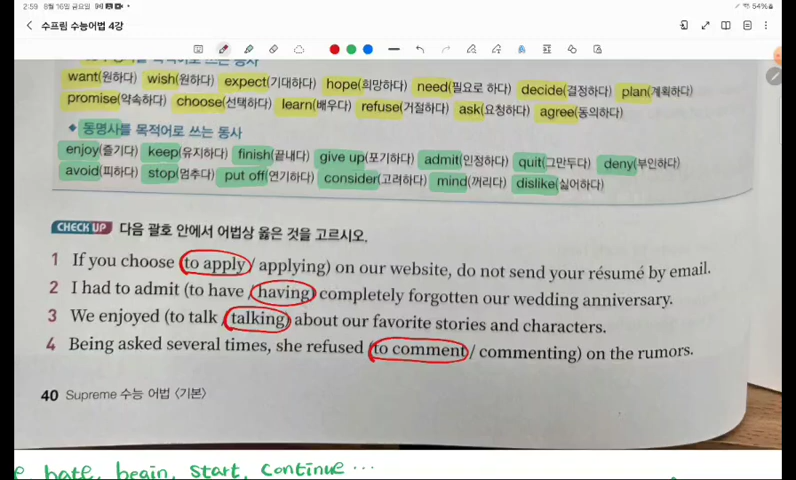 2:59 8월 16일 금요일 54%
수프림 수능어법 4강
want(원하다) wish(원하다) expect(기대하다) hope(희망하다) need(필요로 하다) decide(결정하다) plan(계획하다)
promise(약속하다) choose(선택하다) learn(배우다) refuse(거절하다) ask(요청하다) agree(동의하다)
◆ 동명사를 목적어로 쓰는 동사
enjoy(즐기다) keep(유지하다) finish(끝내다) give up(포기하다) admit(인정하다) quit(그만두다) deny(부인하다)
avoid(피하다) stop(멈추다) put off(연기하다) consider(고려하다) mind(꺼리다) dislike(싫어하다)
CHECK UP 다음 괄호 안에서 어법상 옳은 것을 고르시오.
1 If you choose (to apply / applying) on our website, do not send your résumé by email.
2 I had to admit (to have / having) completely forgotten our wedding anniversary.
3 We enjoyed (to talk / talking) about our favorite stories and characters.
4 Being asked several times, she refused (to comment / commenting) on the rumors.
40 Supreme 수능 어법 〈기본〉
hate, begin, start, continue ⋯